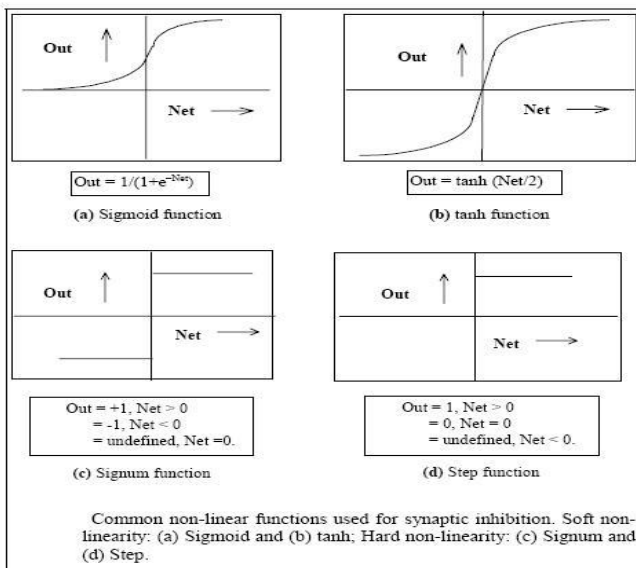 Out
Net
Out = 1/(1+e^–Net)
(a) Sigmoid function
Out
Net
Out = tanh (Net/2)
(b) tanh function
Out
Net
Out = +1, Net > 0
= -1, Net < 0
= undefined, Net =0.
(c) Signum function
Out
Net
Out = 1, Net > 0
= 0, Net = 0
= undefined, Net < 0.
(d) Step function
Common non-linear functions used for synaptic inhibition. Soft non-
linearity: (a) Sigmoid and (b) tanh; Hard non-linearity: (c) Signum and
(d) Step.